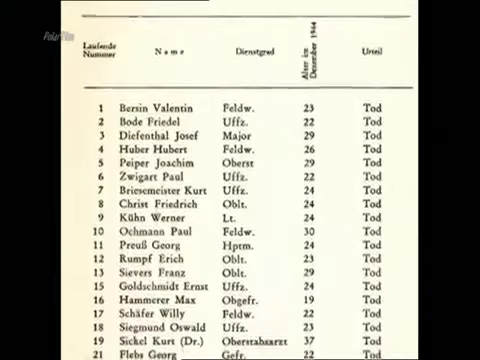 PolarFilm
Laufende Nummer Name Dienstgrad Alter im Dezember 1944 Urteil
1 Bersin Valentin Feldw. 23 Tod
2 Bode Friedel Uffz. 22 Tod
3 Diefenthal Josef Major 29 Tod
4 Huber Hubert Feldw. 26 Tod
5 Peiper Joachim Oberst 29 Tod
6 Zwigart Paul Uffz. 22 Tod
7 Briesemeister Kurt Uffz. 24 Tod
8 Christ Friedrich Oblt. 24 Tod
9 Kühn Werner Lt. 24 Tod
10 Ochmann Paul Feldw. 30 Tod
11 Preuß Georg Hptm. 24 Tod
12 Rumpf Erich Oblt. 23 Tod
13 Sievers Franz Oblt. 29 Tod
15 Goldschmidt Ernst Uffz. 24 Tod
16 Hammerer Max Obgefr. 19 Tod
17 Schäfer Willy Feldw. 22 Tod
18 Siegmund Oswald Uffz. 23 Tod
19 Sickel Kurt (Dr.) Oberstabsarzt 37 Tod
21 Flebs Georg Gefr. 22 Tod